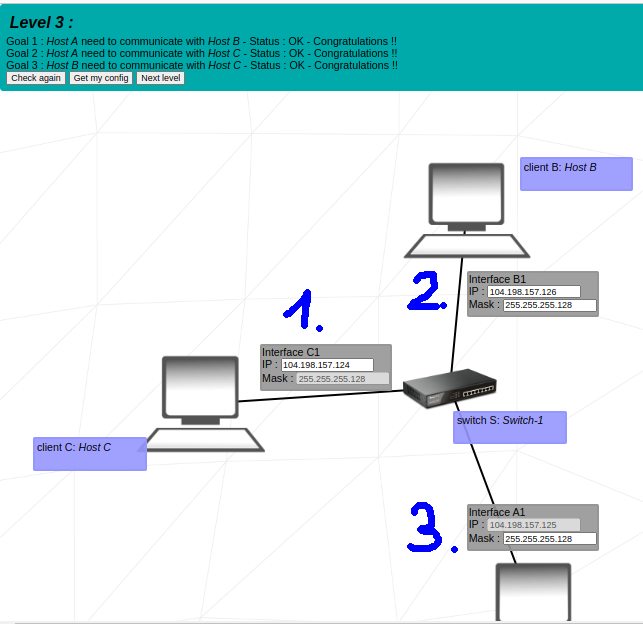 Level 3 :
Goal 1 : Host A need to communicate with Host B - Status : OK - Congratulations !!
Goal 2 : Host A need to communicate with Host C - Status : OK - Congratulations !!
Goal 3 : Host B need to communicate with Host C - Status : OK - Congratulations !!
Check again Get my config Next level
client B: Host B
2.
Interface B1
IP : 104.198.157.126
Mask : 255.255.255.128
1.
Interface C1
IP : 104.198.157.124
Mask : 255.255.255.128
switch S: Switch-1
client C: Host C
3.
Interface A1
IP : 104.198.157.125
Mask : 255.255.255.128